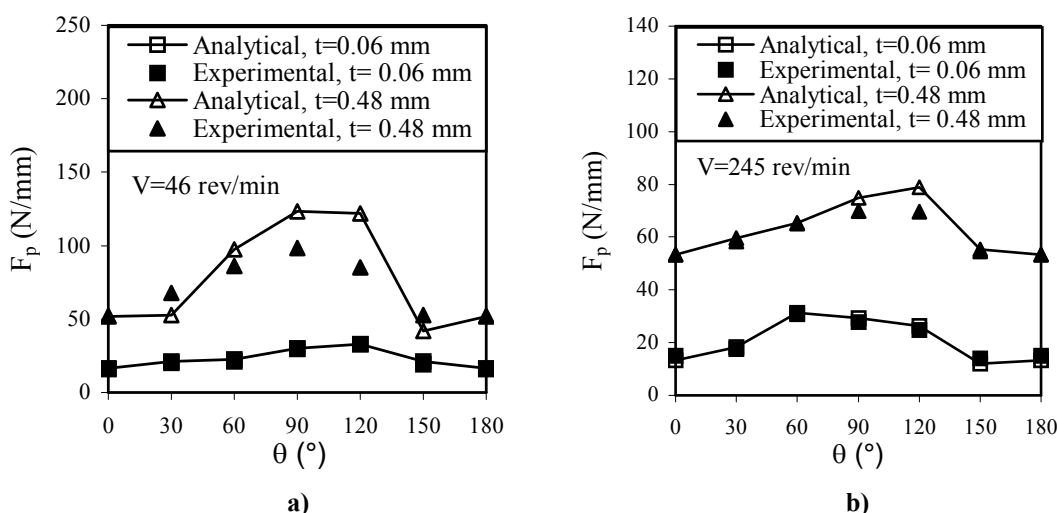 250
200
150
100
50
0
F_p (N/mm)
Analytical, t=0.06 mm
Experimental, t= 0.06 mm
Analytical, t=0.48 mm
Experimental, t= 0.48 mm
V=46 rev/min
0 30 60 90 120 150 180
θ (°)
a)
140
120
100
80
60
40
20
0
F_p (N/mm)
Analytical, t=0.06 mm
Experimental, t= 0.06 mm
Analytical, t=0.48 mm
Experimental, t= 0.48 mm
V=245 rev/min
0 30 60 90 120 150 180
θ (°)
b)